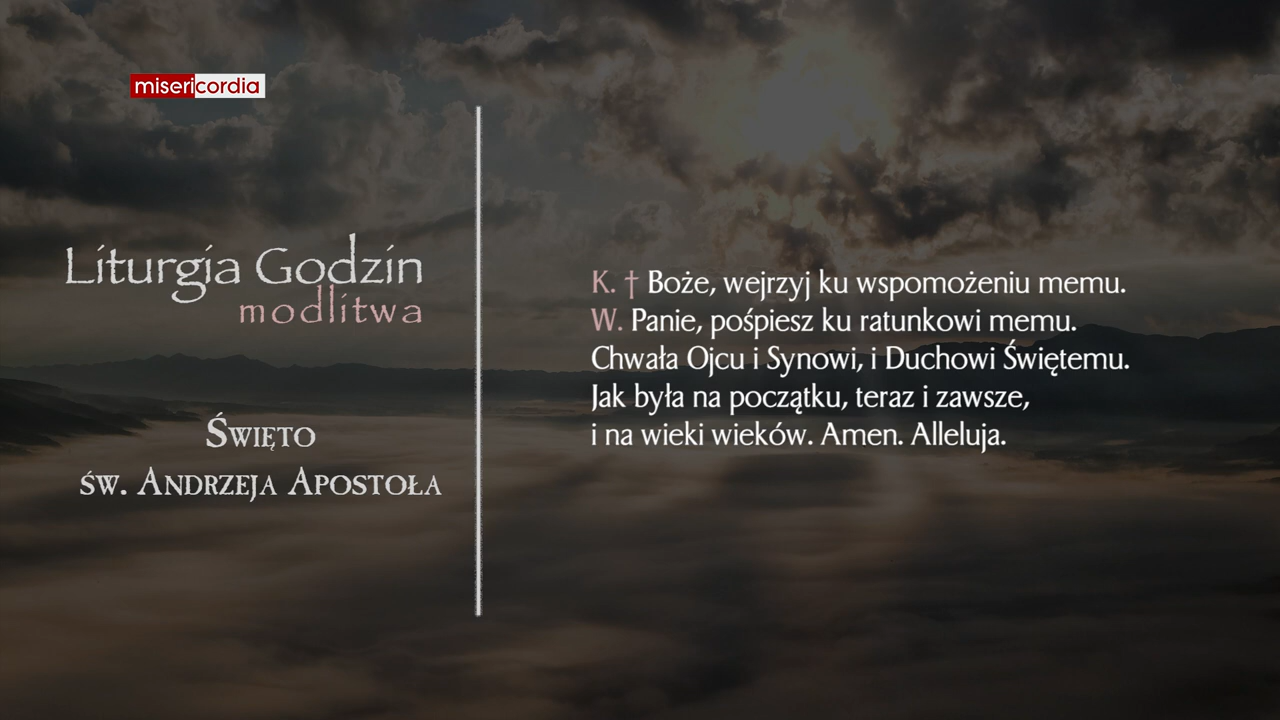 misericordia
Liturgia Godzin
modlitwa
Święto
św. Andrzeja Apostoła
K. † Boże, wejrzyj ku wspomożeniu memu.
W. Panie, pośpiesz ku ratunkowi memu.
Chwała Ojcu i Synowi, i Duchowi Świętemu.
Jak była na początku, teraz i zawsze,
i na wieki wieków. Amen. Alleluja.